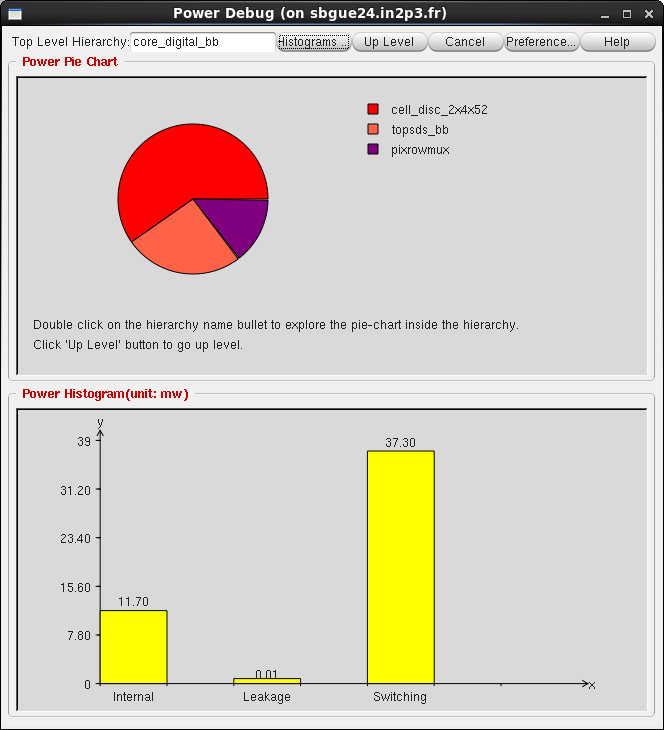 Power Debug (on sbgue24.in2p3.fr)
Top Level Hierarchy: core_digital_bb Histograms ... Up Level Cancel Preference... Help
Power Pie Chart
cell_disc_2x4x52
topsds_bb
pixrowmux
Double click on the hierarchy name bullet to explore the pie-chart inside the hierarchy.
Click 'Up Level' button to go up level.
Power Histogram(unit: mw)
y
39
37.30
31.20
23.40
15.60
11.70
7.80
0.01
0
x
Internal Leakage Switching